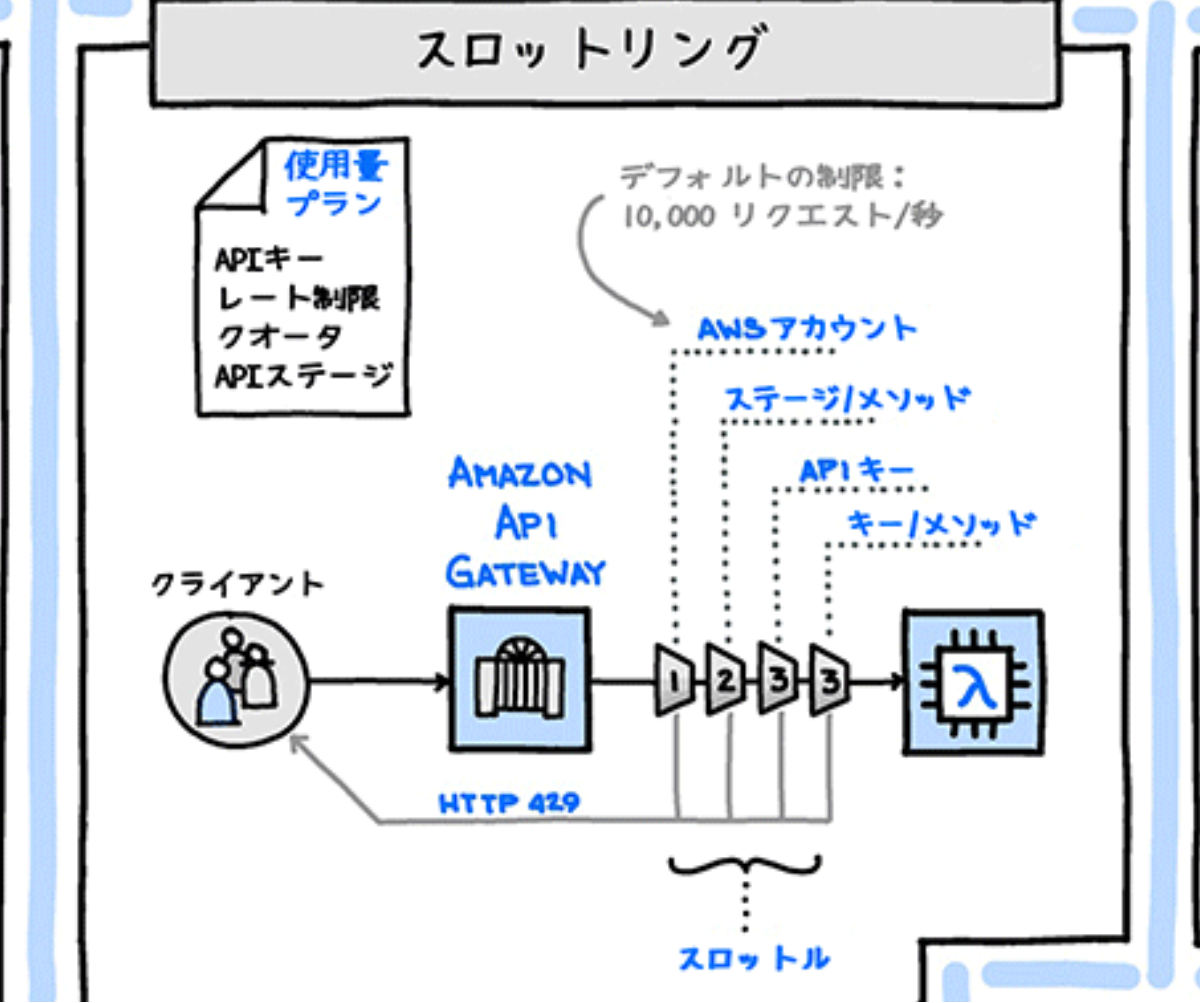 スロットリング
使用量
プラン
APIキー
レート制限
クオータ
APIステージ
デフォルトの制限：
10,000 リクエスト/秒
AWSアカウント
ステージ/メソッド
APIキー
キー/メソッド
AMAZON
API
GATEWAY
クライアント
1 2 3 3
λ
HTTP 429
スロットル